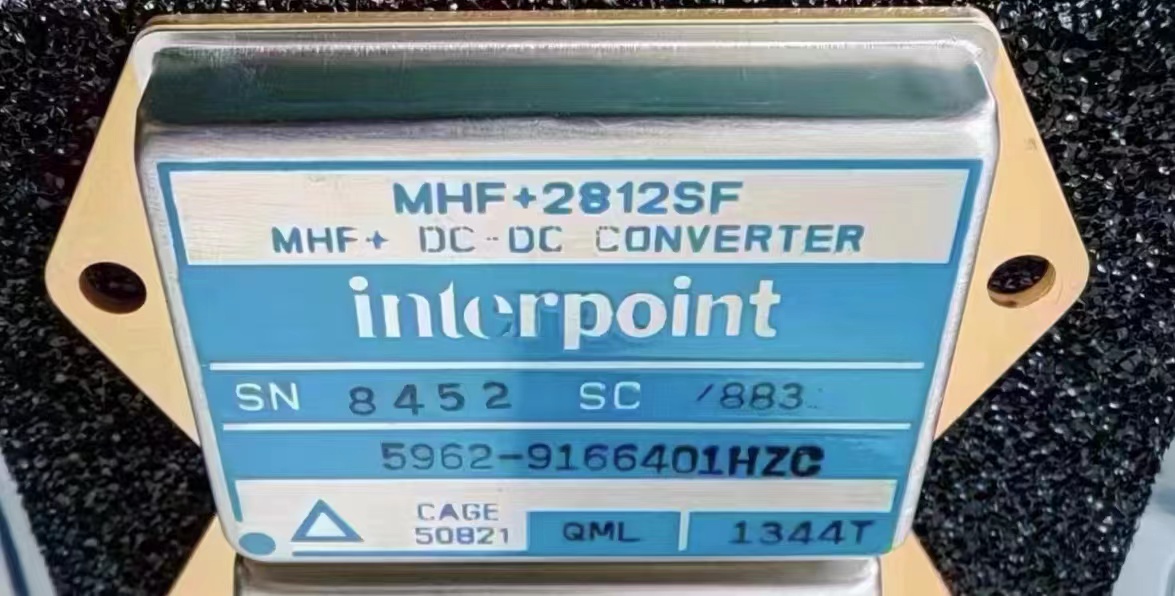 MHF+2812SF
MHF+ DC-DC CONVERTER
interpoint
SN 8452 SC /883
5962-9166401HZC
CAGE
50821 QML 1344T